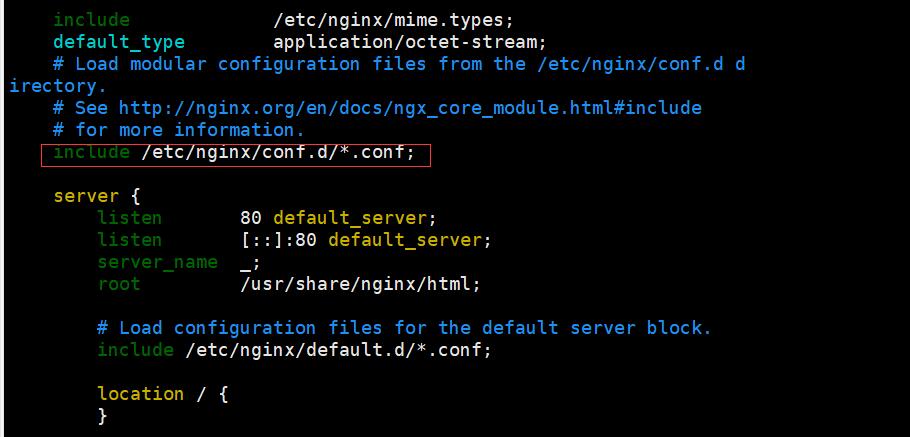 include             /etc/nginx/mime.types;
default_type        application/octet-stream;
# Load modular configuration files from the /etc/nginx/conf.d d
irectory.
# See http://nginx.org/en/docs/ngx_core_module.html#include
# for more information.
include /etc/nginx/conf.d/*.conf;
server {
listen       80 default_server;
listen       [::]:80 default_server;
server_name  _;
root         /usr/share/nginx/html;
# Load configuration files for the default server block.
include /etc/nginx/default.d/*.conf;
location / {
}